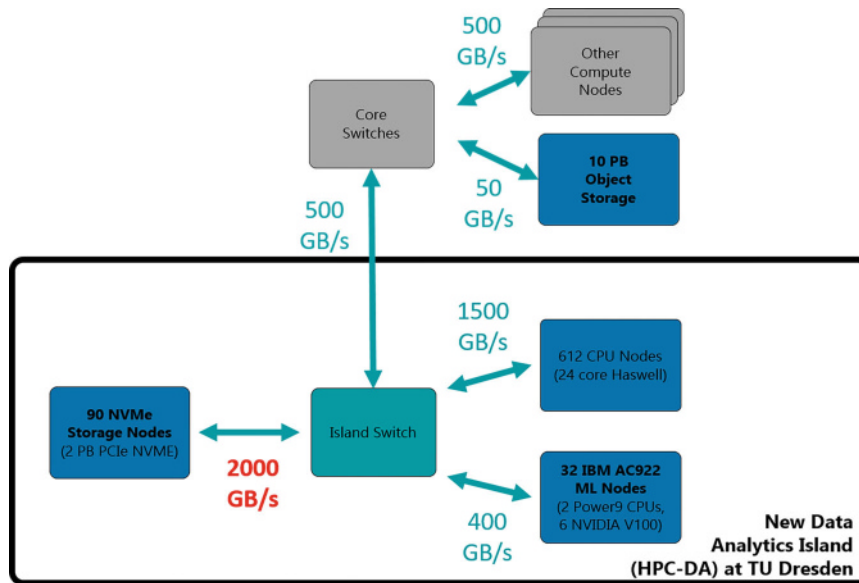 500
GB/s
Other
Compute
Nodes
Core
Switches
10 PB
Object
Storage
50
GB/s
500
GB/s
1500
GB/s
612 CPU Nodes
(24 core Haswell)
90 NVMe
Storage Nodes
(2 PB PCIe NVME)
Island Switch
2000
GB/s
32 IBM AC922
ML Nodes
(2 Power9 CPUs,
6 NVIDIA V100)
400
GB/s
New Data
Analytics Island
(HPC-DA) at TU Dresden